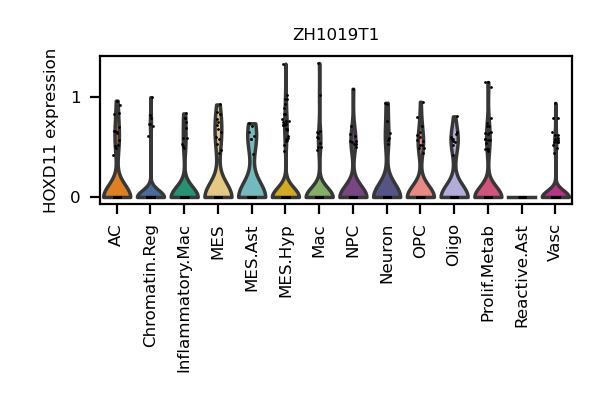 ZH1019T1
HOXD11 expression
1
0
AC
Chromatin.Reg
Inflammatory.Mac
MES
MES.Ast
MES.Hyp
Mac
NPC
Neuron
OPC
Oligo
Prolif.Metab
Reactive.Ast
Vasc